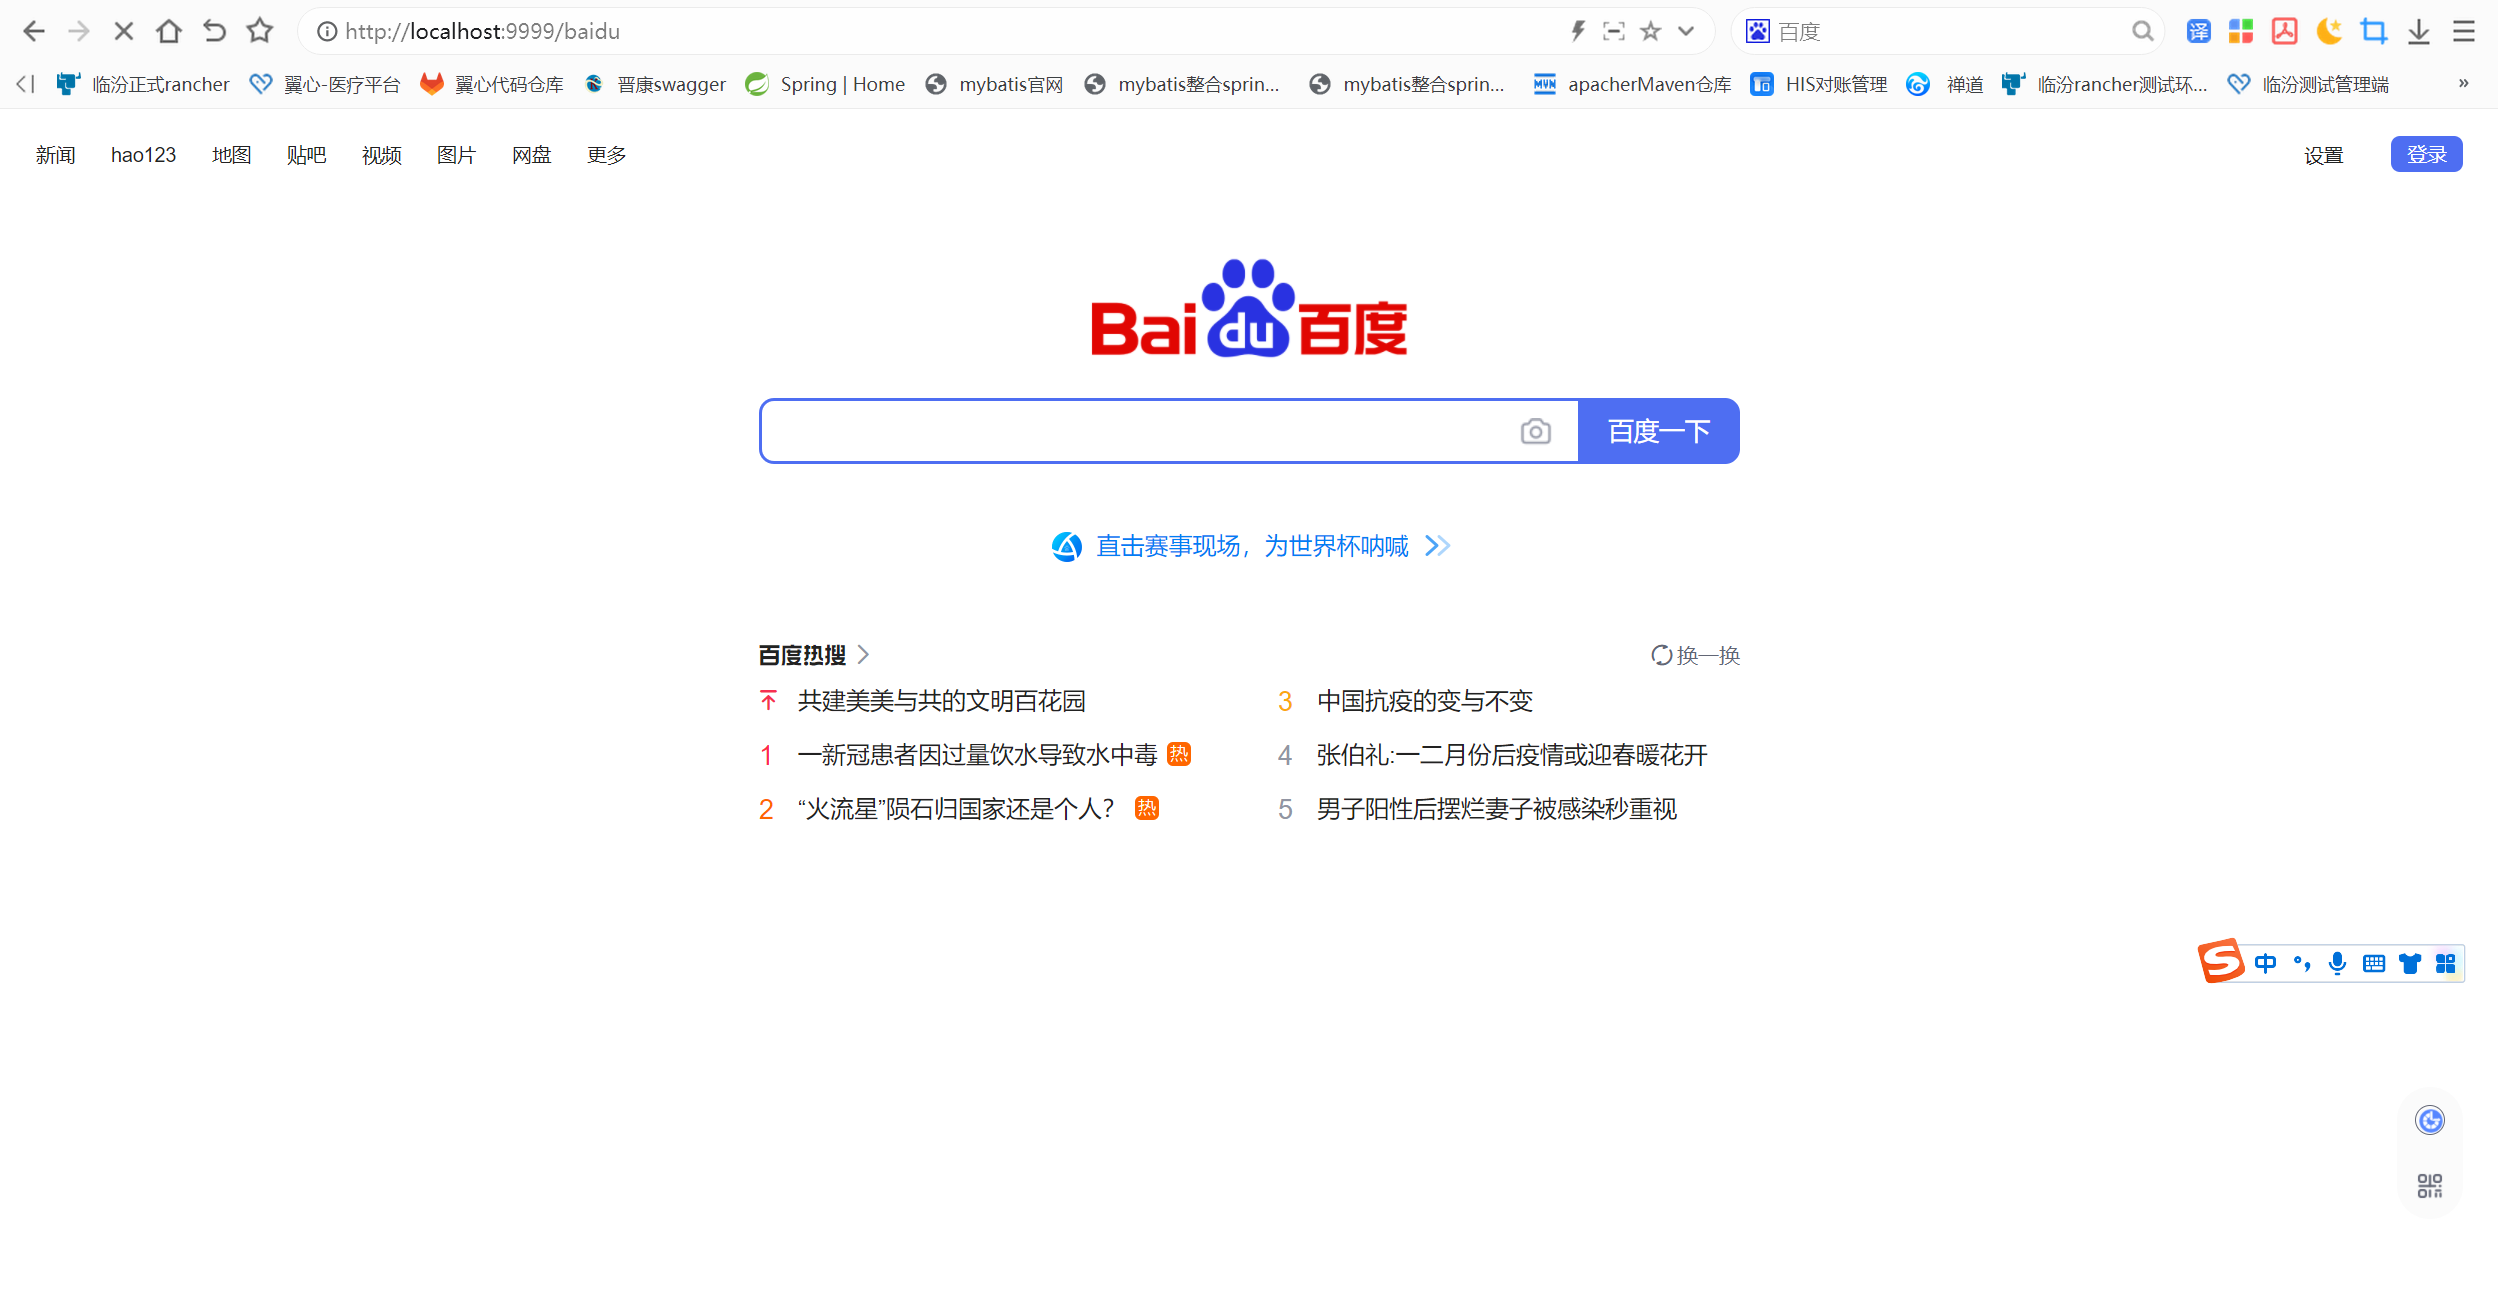 http://localhost:9999/baidu
百度
译
临汾正式rancher 翼心-医疗平台 翼心代码仓库 晋康swagger Spring | Home mybatis官网 mybatis整合sprin... mybatis整合sprin... MVN apacherMaven仓库 HIS对账管理 禅道 临汾rancher测试环... 临汾测试管理端 »
新闻 hao123 地图 贴吧 视频 图片 网盘 更多 设置 登录
Bai du 百度
百度一下
直击赛事现场，为世界杯呐喊
百度热搜 换一换
共建美美与共的文明百花园
1 一新冠患者因过量饮水导致水中毒 热
2 “火流星”陨石归国家还是个人？ 热
3 中国抗疫的变与不变
4 张伯礼:一二月份后疫情或迎春暖花开
5 男子阳性后摆烂妻子被感染秒重视
S 中